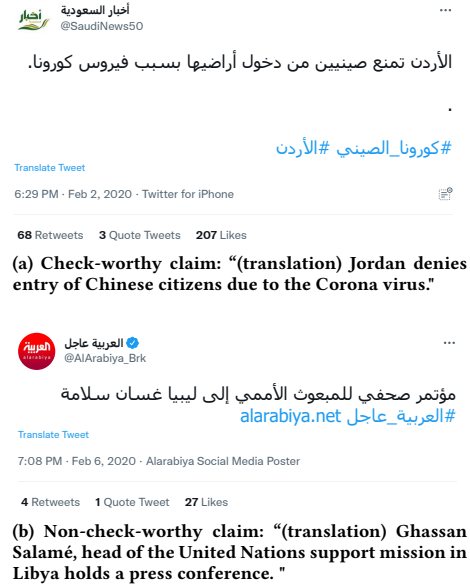 أخبار السعودية
@SaudiNews50
الأردن تمنع صينيين من دخول أراضيها بسبب فيروس كورونا.
.
#كورونا_الصيني #الأردن
Translate Tweet
6:29 PM · Feb 2, 2020 · Twitter for iPhone
68 Retweets 3 Quote Tweets 207 Likes
(a) Check-worthy claim: “(translation) Jordan denies
entry of Chinese citizens due to the Corona virus."
العربية عاجل
@AlArabiya_Brk
مؤتمر صحفي للمبعوث الأممي إلى ليبيا غسان سلامة
#العربية_عاجل alarabiya.net
Translate Tweet
7:08 PM · Feb 6, 2020 · Alarabiya Social Media Poster
4 Retweets 1 Quote Tweet 27 Likes
(b) Non-check-worthy claim: “(translation) Ghassan
Salamé, head of the United Nations support mission in
Libya holds a press conference. "